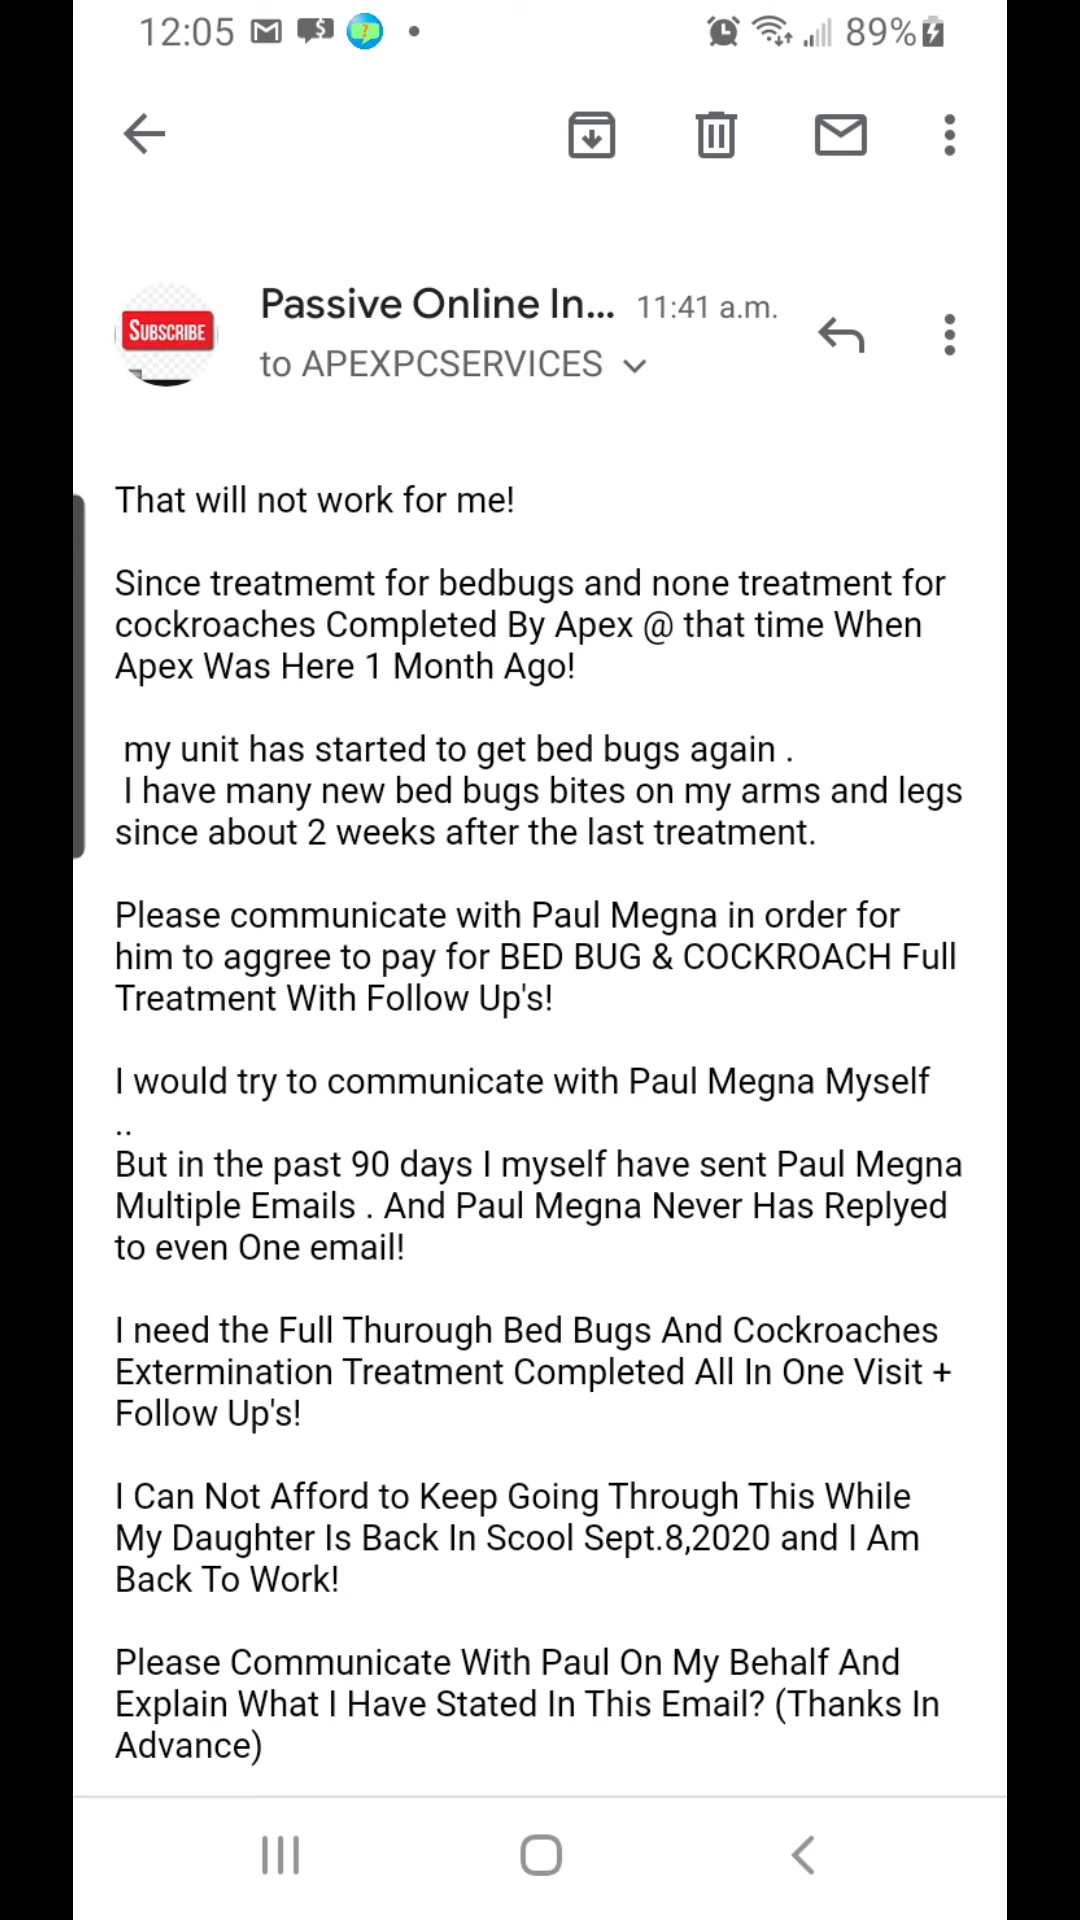 12:05
89%
Passive Online In... 11:41 a.m.
SUBSCRIBE
to APEXPCSERVICES
That will not work for me!
Since treatmemt for bedbugs and none treatment for
cockroaches Completed By Apex @ that time When
Apex Was Here 1 Month Ago!
my unit has started to get bed bugs again .
I have many new bed bugs bites on my arms and legs
since about 2 weeks after the last treatment.
Please communicate with Paul Megna in order for
him to aggree to pay for BED BUG & COCKROACH Full
Treatment With Follow Up's!
I would try to communicate with Paul Megna Myself
..
But in the past 90 days I myself have sent Paul Megna
Multiple Emails . And Paul Megna Never Has Replyed
to even One email!
I need the Full Thurough Bed Bugs And Cockroaches
Extermination Treatment Completed All In One Visit +
Follow Up's!
I Can Not Afford to Keep Going Through This While
My Daughter Is Back In Scool Sept.8,2020 and I Am
Back To Work!
Please Communicate With Paul On My Behalf And
Explain What I Have Stated In This Email? (Thanks In
Advance)